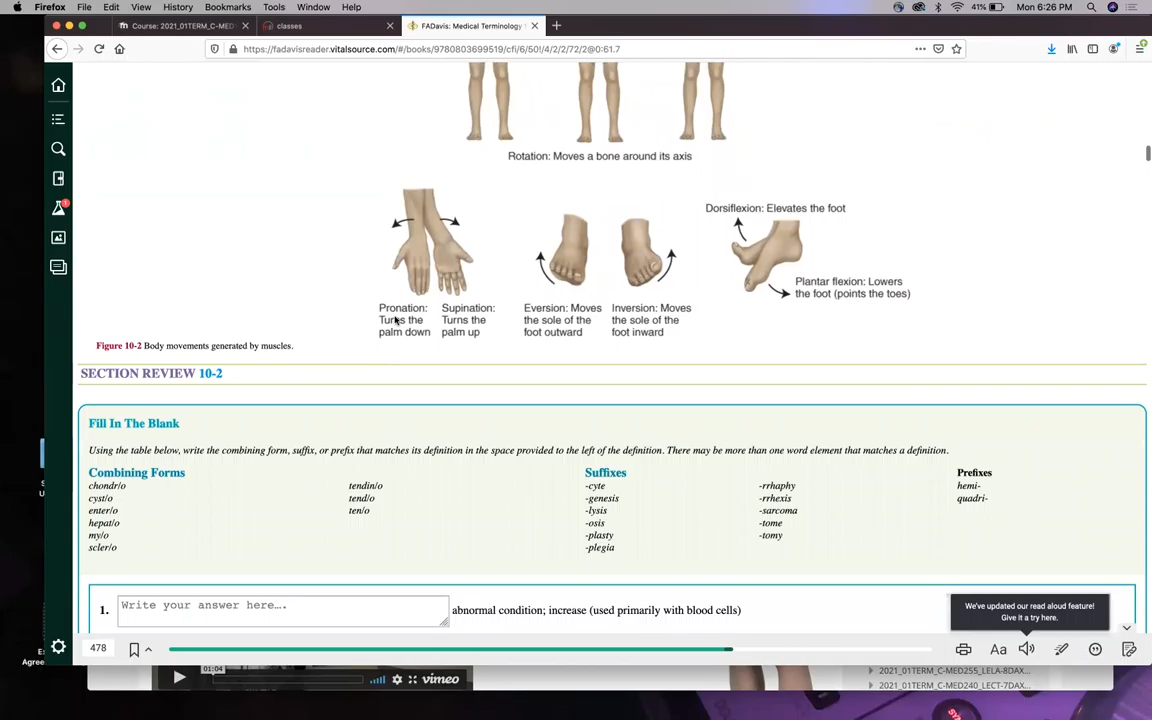 Firefox File Edit View History Bookmarks Tools Window Help 41% Mon 6:26 PM
Course: 2021_01TERM_C-MED classes FADavis: Medical Terminology
https://fadavisreader.vitalsource.com/#/books/9780803699519/cfi/6/60!/4/2/2/72/2@0:61.7
Rotation: Moves a bone around its axis
Dorsiflexion: Elevates the foot
Plantar flexion: Lowers
the foot (points the toes)
Pronation:
Turns the
palm down
Supination:
Turns the
palm up
Eversion: Moves
the sole of the
foot outward
Inversion: Moves
the sole of the
foot inward
Figure 10-2 Body movements generated by muscles.
SECTION REVIEW 10-2
Fill In The Blank
Using the table below, write the combining form, suffix, or prefix that matches its definition in the space provided to the left of the definition. There may be more than one word element that matches a definition.
Combining Forms Suffixes Prefixes
chondr/o tendin/o -cyte -rrhaphy hemi-
cyst/o tend/o -genesis -rrhexis quadri-
enter/o ten/o -lysis -sarcoma
hepat/o -osis -tome
my/o -plasty -tomy
scler/o -plegia
1. Write your answer here.... abnormal condition; increase (used primarily with blood cells)
We've updated our read aloud feature!
Give it a try here.
478 Aa
01:04
vimeo
2021_01TERM_C-MED255_LELA-8DAX...
2021_01TERM_C-MED240_LECT-7DAX...